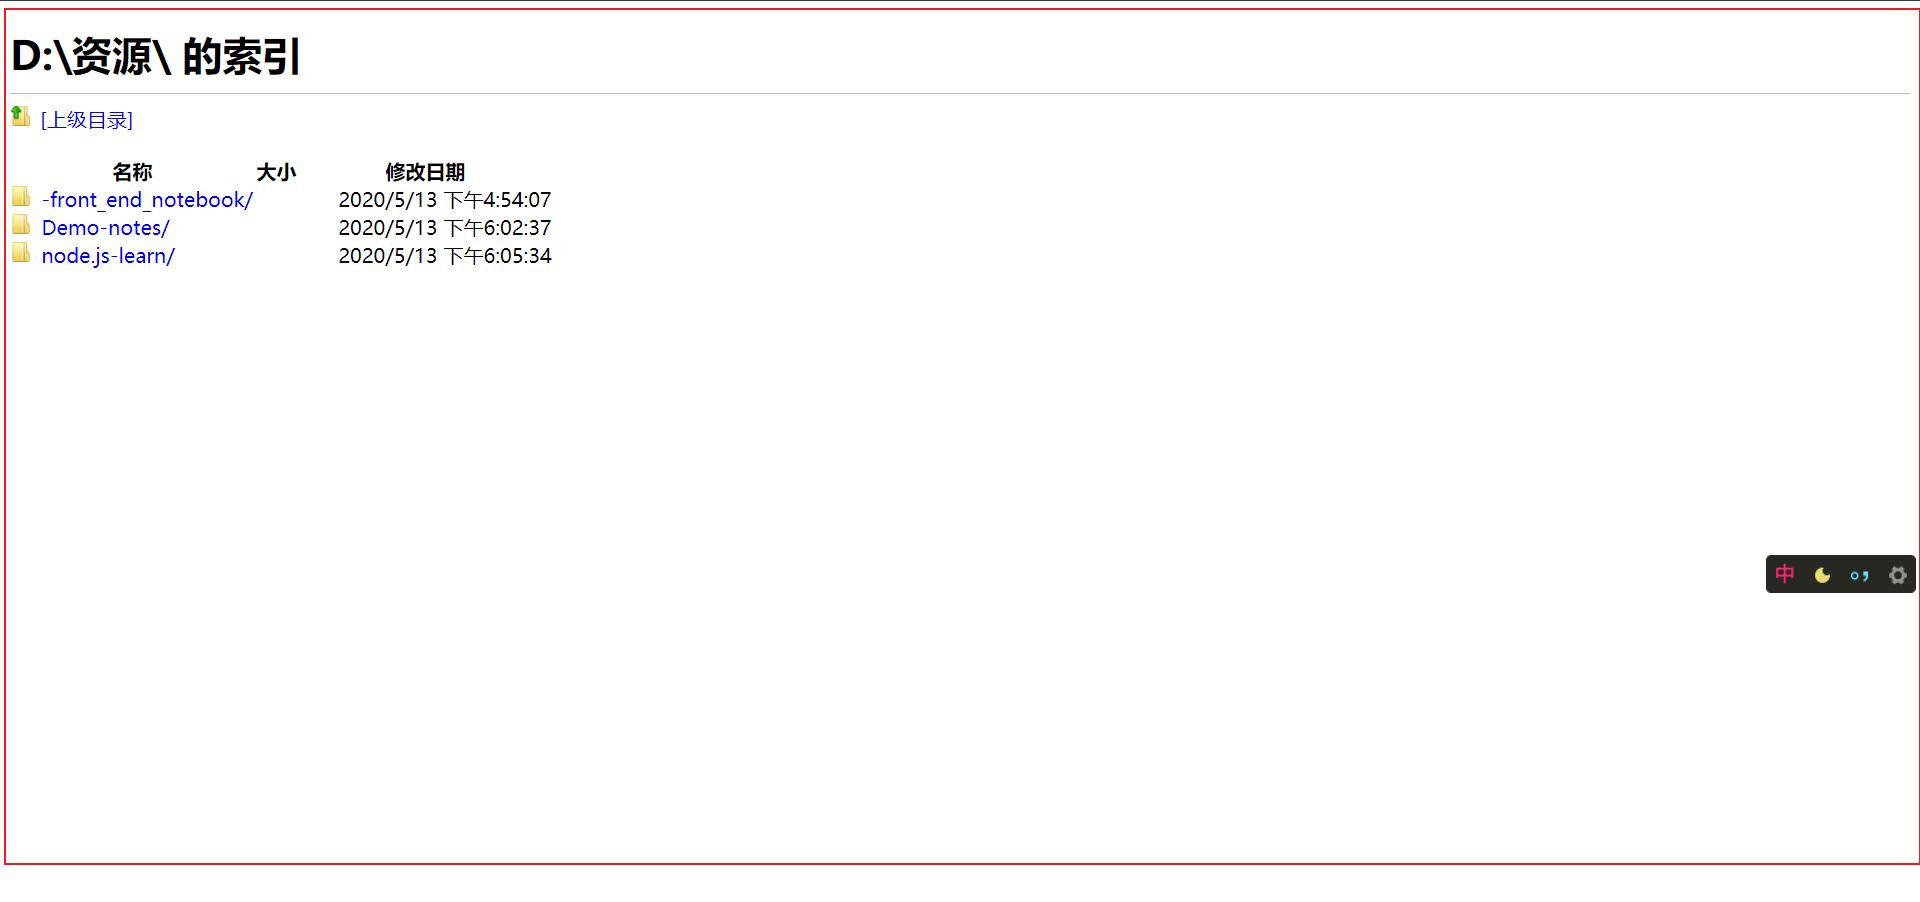 D:\资源\ 的索引
[上级目录]
名称 大小 修改日期
-front_end_notebook/ 2020/5/13 下午4:54:07
Demo-notes/ 2020/5/13 下午6:02:37
node.js-learn/ 2020/5/13 下午6:05:34
中